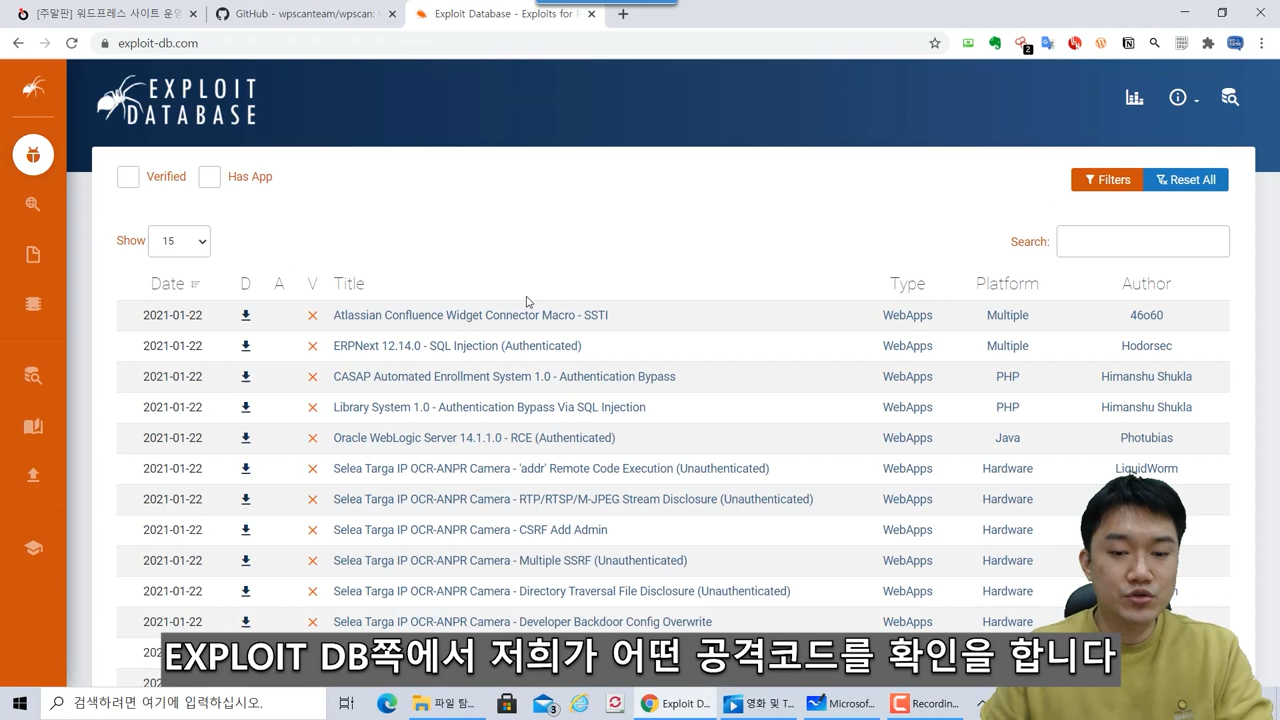 [주말판] 워드프레스 사이트 운영
GitHub - wpscanteam/wpscan:
Exploit Database - Exploits for
exploit-db.com
2
EXPLOIT DATABASE
Verified
Has App
Filters
Reset All
Show 15
Search:
Date D A V Title Type Platform Author
2021-01-22 Atlassian Confluence Widget Connector Macro - SSTI WebApps Multiple 46o60
2021-01-22 ERPNext 12.14.0 - SQL Injection (Authenticated) WebApps Multiple Hodorsec
2021-01-22 CASAP Automated Enrollment System 1.0 - Authentication Bypass WebApps PHP Himanshu Shukla
2021-01-22 Library System 1.0 - Authentication Bypass Via SQL Injection WebApps PHP Himanshu Shukla
2021-01-22 Oracle WebLogic Server 14.1.1.0 - RCE (Authenticated) WebApps Java Photubias
2021-01-22 Selea Targa IP OCR-ANPR Camera - 'addr' Remote Code Execution (Unauthenticated) WebApps Hardware LiquidWorm
2021-01-22 Selea Targa IP OCR-ANPR Camera - RTP/RTSP/M-JPEG Stream Disclosure (Unauthenticated) WebApps Hardware
2021-01-22 Selea Targa IP OCR-ANPR Camera - CSRF Add Admin WebApps Hardware
2021-01-22 Selea Targa IP OCR-ANPR Camera - Multiple SSRF (Unauthenticated) WebApps Hardware
2021-01-22 Selea Targa IP OCR-ANPR Camera - Directory Traversal File Disclosure (Unauthenticated) WebApps Hardware
2021-01-22 Selea Targa IP OCR-ANPR Camera - Developer Backdoor Config Overwrite WebApps Hardware
EXPLOIT DB쪽에서 저희가 어떤 공격코드를 확인을 합니다
검색하려면 여기에 입력하십시오.
파일 탐...
3
Exploit D...
영화 및 T...
Microsof...
Recordin...